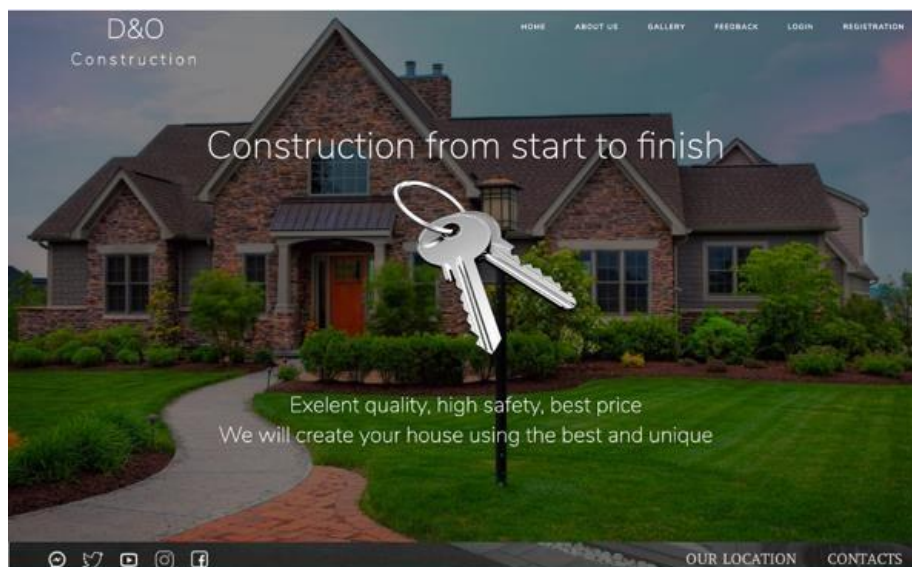 D&O
Construction
HOME ABOUT US GALLERY FEEDBACK LOGIN REGISTRATION
Construction from start to finish
Exelent quality, high safety, best price
We will create your house using the best and unique
OUR LOCATION CONTACTS